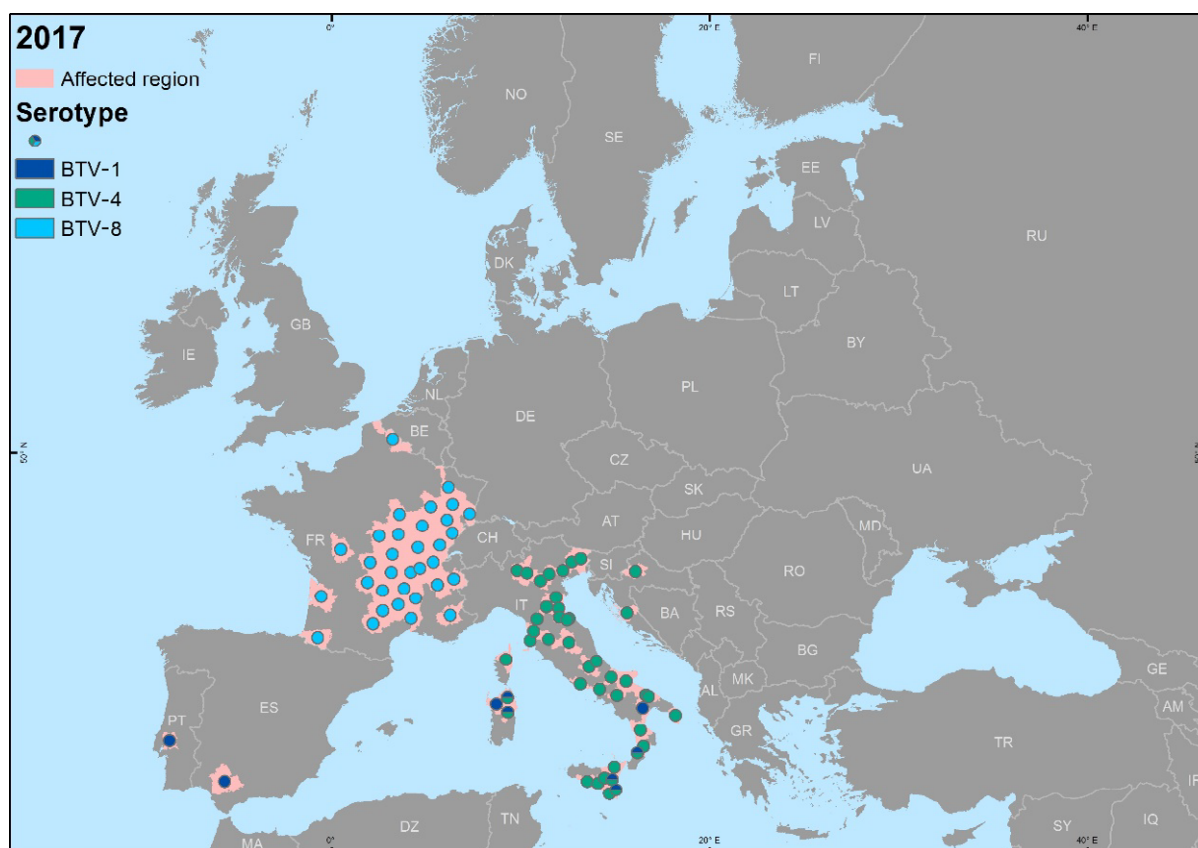 0°
20° E
40° E
2017
Affected region
Serotype
BTV-1
BTV-4
BTV-8
FI
NO
SE
EE
RU
LV
DK
LT
GB
IE
BY
NL
PL
DE
BE
50° N
CZ
UA
SK
FR
CH
AT
HU
MD
SI
RO
IT
BA
RS
BG
GE
ES
PT
AL
MK
AM
GR
TR
MA
DZ
TN
SY
IQ
0°
20° E
40° E